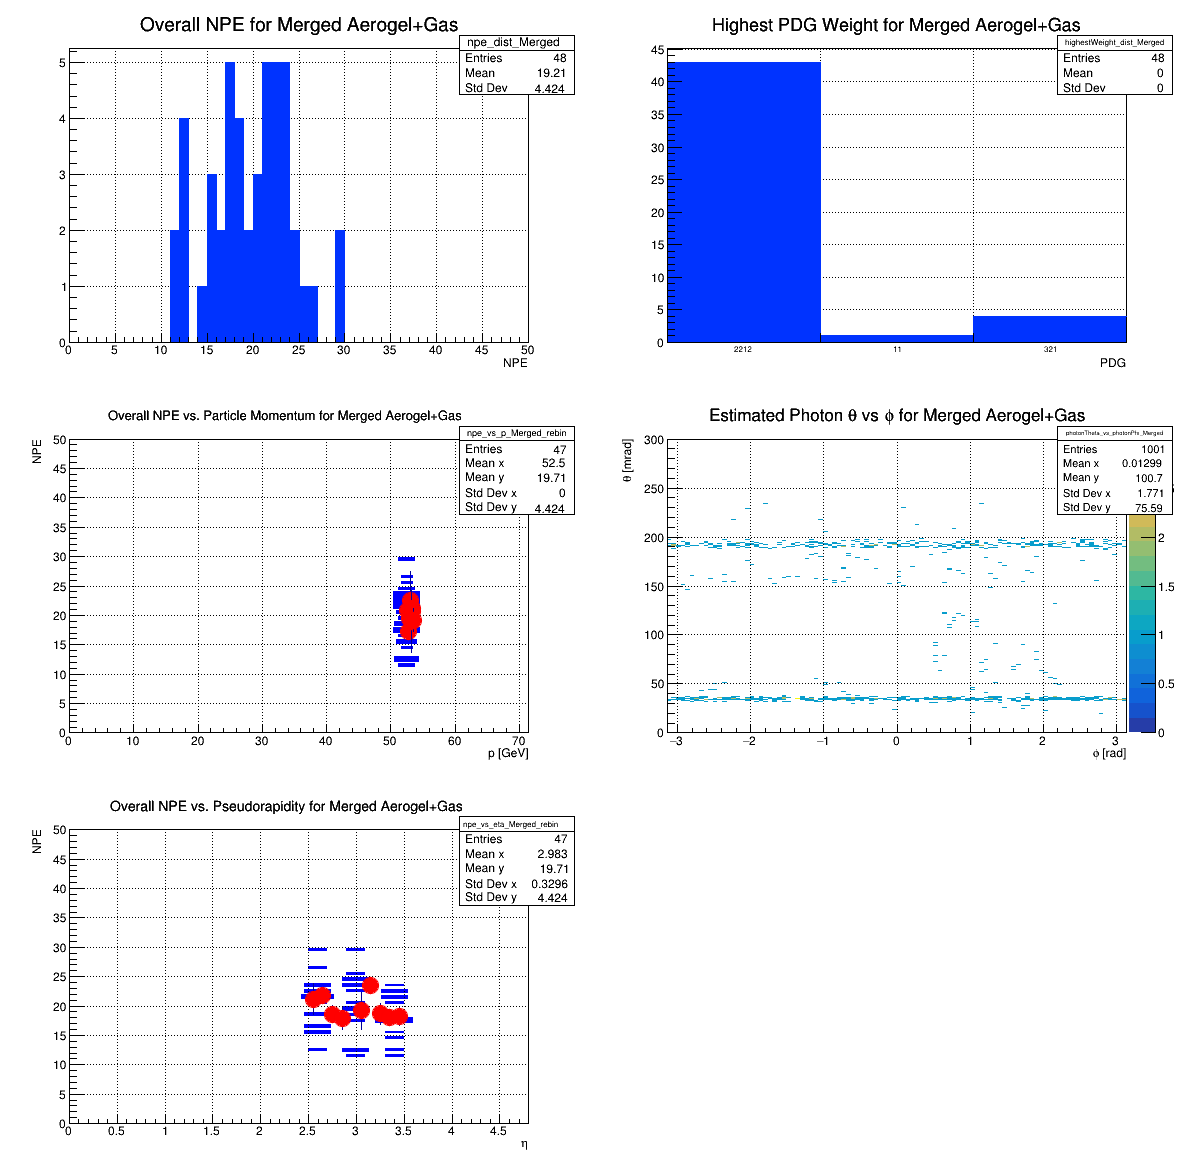 Overall NPE for Merged Aerogel+Gas
npe_dist_Merged
Entries 48
Mean 19.21
Std Dev 4.424
5
4
3
2
1
0
0 5 10 15 20 25 30 35 40 45 50
NPE
Highest PDG Weight for Merged Aerogel+Gas
highestWeight_dist_Merged
Entries 48
Mean 0
Std Dev 0
45
40
35
30
25
20
15
10
5
0
2212 11 321
PDG
Overall NPE vs. Particle Momentum for Merged Aerogel+Gas
npe_vs_p_Merged_rebin
Entries 47
Mean x 52.5
Mean y 19.71
Std Dev x 0
Std Dev y 4.424
NPE
50
45
40
35
30
25
20
15
10
5
0
0 10 20 30 40 50 60 70
p [GeV]
Estimated Photon θ vs ϕ for Merged Aerogel+Gas
photonTheta_vs_photonPhi_Merged
Entries 1001
Mean x 0.01299
Mean y 100.7
Std Dev x 1.771
Std Dev y 75.59
θ [mrad]
300
250
200
150
100
50
0
−3 −2 −1 0 1 2 3
ϕ [rad]
2
1.5
1
0.5
0
Overall NPE vs. Pseudorapidity for Merged Aerogel+Gas
npe_vs_eta_Merged_rebin
Entries 47
Mean x 2.983
Mean y 19.71
Std Dev x 0.3296
Std Dev y 4.424
NPE
50
45
40
35
30
25
20
15
10
5
0
0 0.5 1 1.5 2 2.5 3 3.5 4 4.5
η